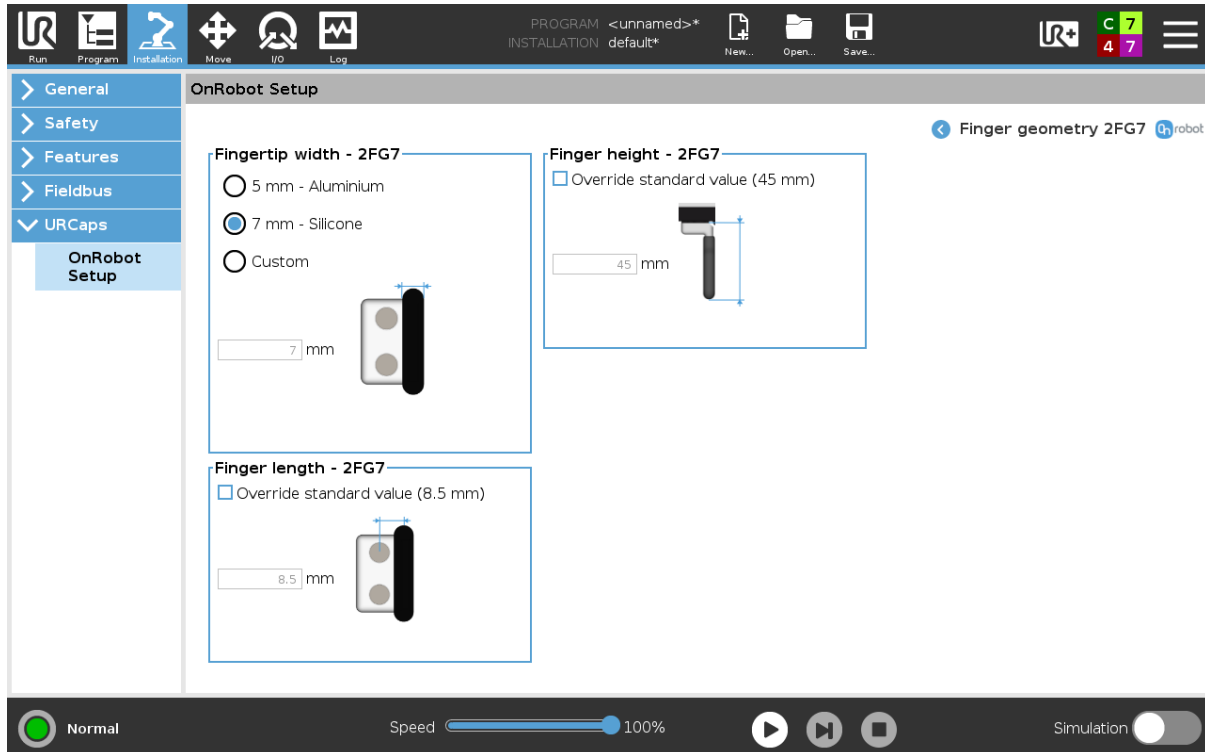 PROGRAM <unnamed>*
INSTALLATION default*
Run
Program
Installation
Move
I/O
Log
New...
Open...
Save...
UR+
C 7
4 7
General
Safety
Features
Fieldbus
URCaps
OnRobot
Setup
OnRobot Setup
Finger geometry 2FG7
On robot
Fingertip width - 2FG7
5 mm - Aluminium
7 mm - Silicone
Custom
7 mm
Finger height - 2FG7
Override standard value (45 mm)
45 mm
Finger length - 2FG7
Override standard value (8.5 mm)
8.5 mm
Normal
Speed
100%
Simulation